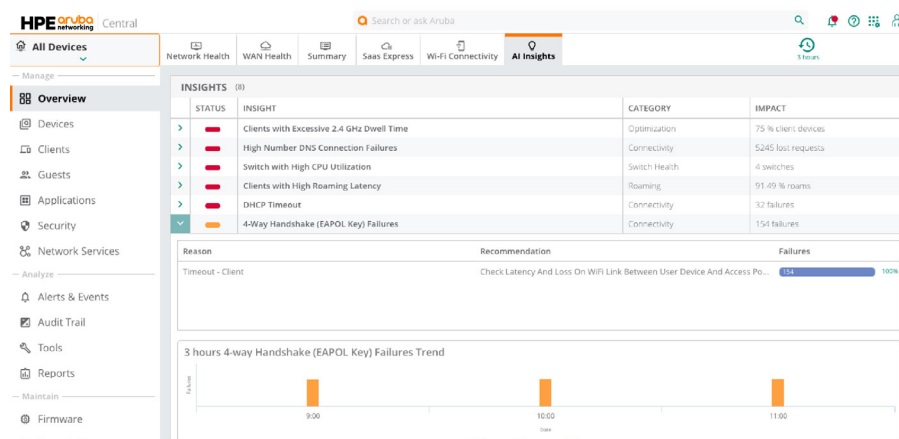 HPE aruba networking Central
Search or ask Aruba
All Devices
Network Health WAN Health Summary SaaS Express Wi-Fi Connectivity AI Insights
3 hours
Manage
Overview
Devices
Clients
Guests
Applications
Security
Network Services
Analyze
Alerts & Events
Audit Trail
Tools
Reports
Maintain
Firmware
INSIGHTS (8)
STATUS INSIGHT CATEGORY IMPACT
Clients with Excessive 2.4 GHz Dwell Time Optimization 75 % client devices
High Number DNS Connection Failures Connectivity 5245 lost requests
Switch with High CPU Utilization Switch Health 4 switches
Clients with High Roaming Latency Roaming 91.49 % roams
DHCP Timeout Connectivity 32 failures
4-Way Handshake (EAPOL Key) Failures Connectivity 154 failures
Reason Recommendation Failures
Timeout - Client Check Latency And Loss On WiFi Link Between User Device And Access Po... 154 100%
3 hours 4-way Handshake (EAPOL Key) Failures Trend
Failures
9:00 10:00 11:00